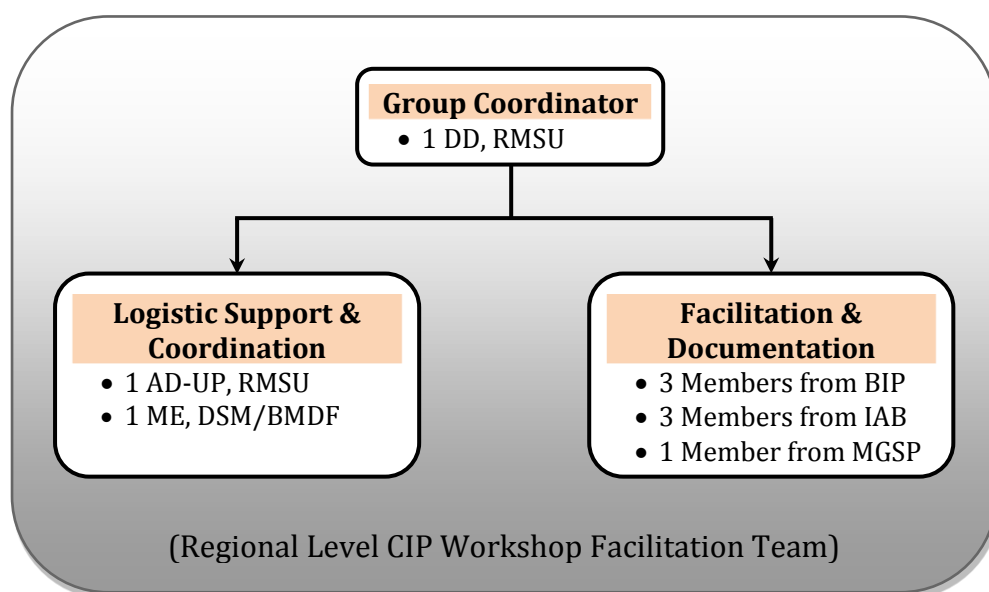 Group Coordinator
• 1 DD, RMSU
Logistic Support &
Coordination
• 1 AD-UP, RMSU
• 1 ME, DSM/BMDF
Facilitation &
Documentation
• 3 Members from BIP
• 3 Members from IAB
• 1 Member from MGSP
(Regional Level CIP Workshop Facilitation Team)